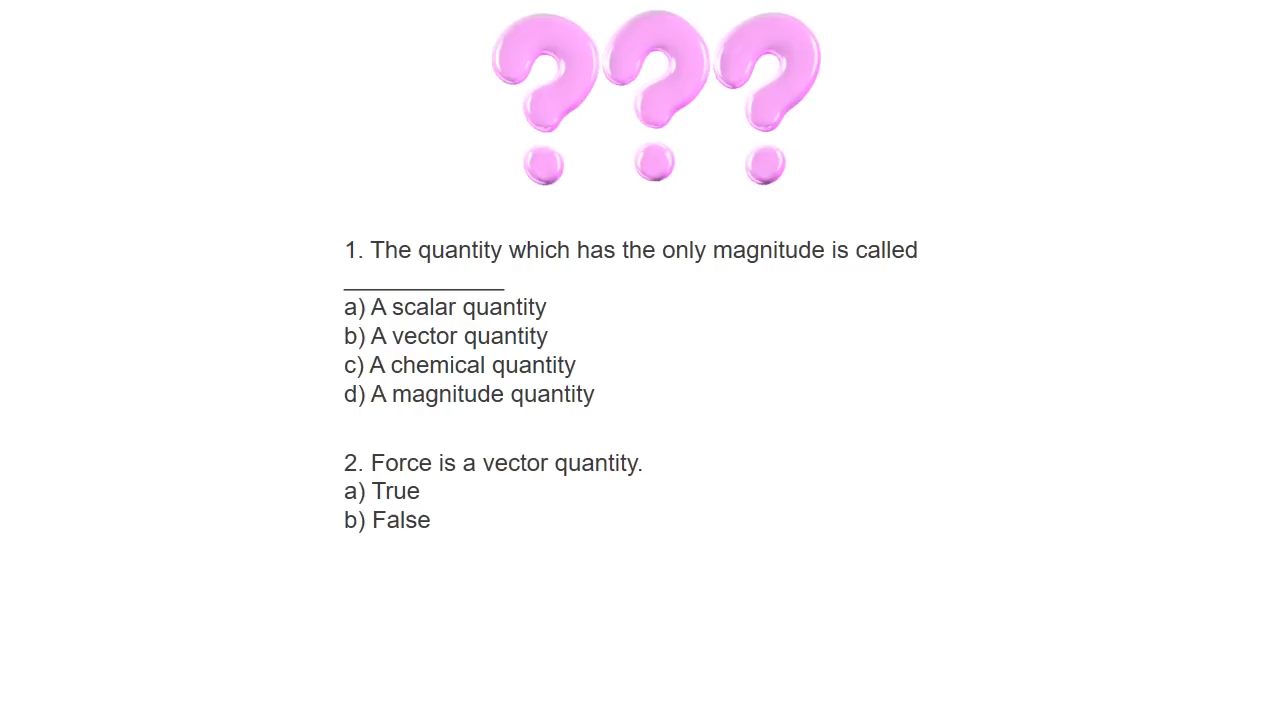 ???
1. The quantity which has the only magnitude is called
____________
a) A scalar quantity
b) A vector quantity
c) A chemical quantity
d) A magnitude quantity
2. Force is a vector quantity.
a) True
b) False